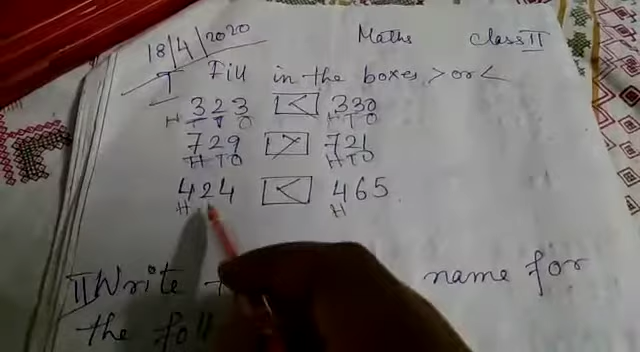 18/4/2020 Maths Class II
I Fill in the boxes > or <
323 < 330
H T O H T O
729 > 721
H T O H T O
424 < 465
H H
II Write name for
the foll